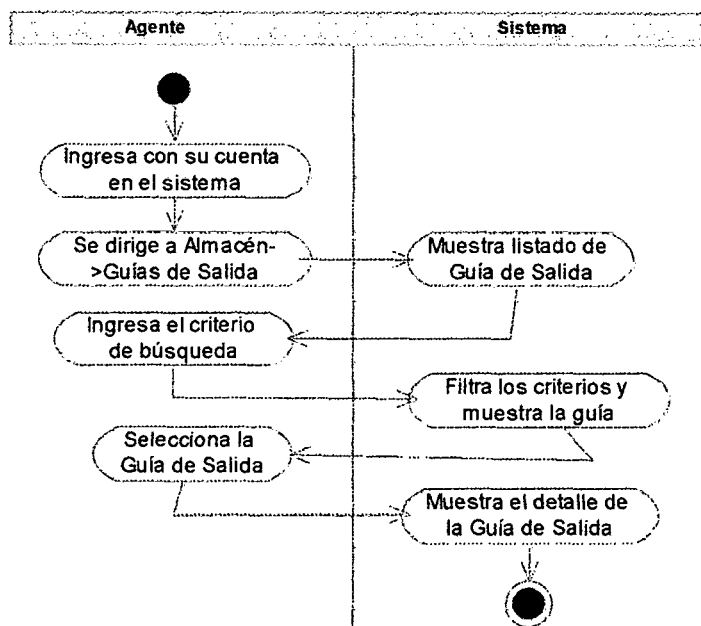 Agente
Sistema
Ingresa con su cuenta
en el sistema
Se dirige a Almacén-
>Guías de Salida
Muestra listado de
Guía de Salida
Ingresa el criterio
de búsqueda
Filtra los criterios y
muestra la guía
Selecciona la
Guía de Salida
Muestra el detalle de
la Guía de Salida